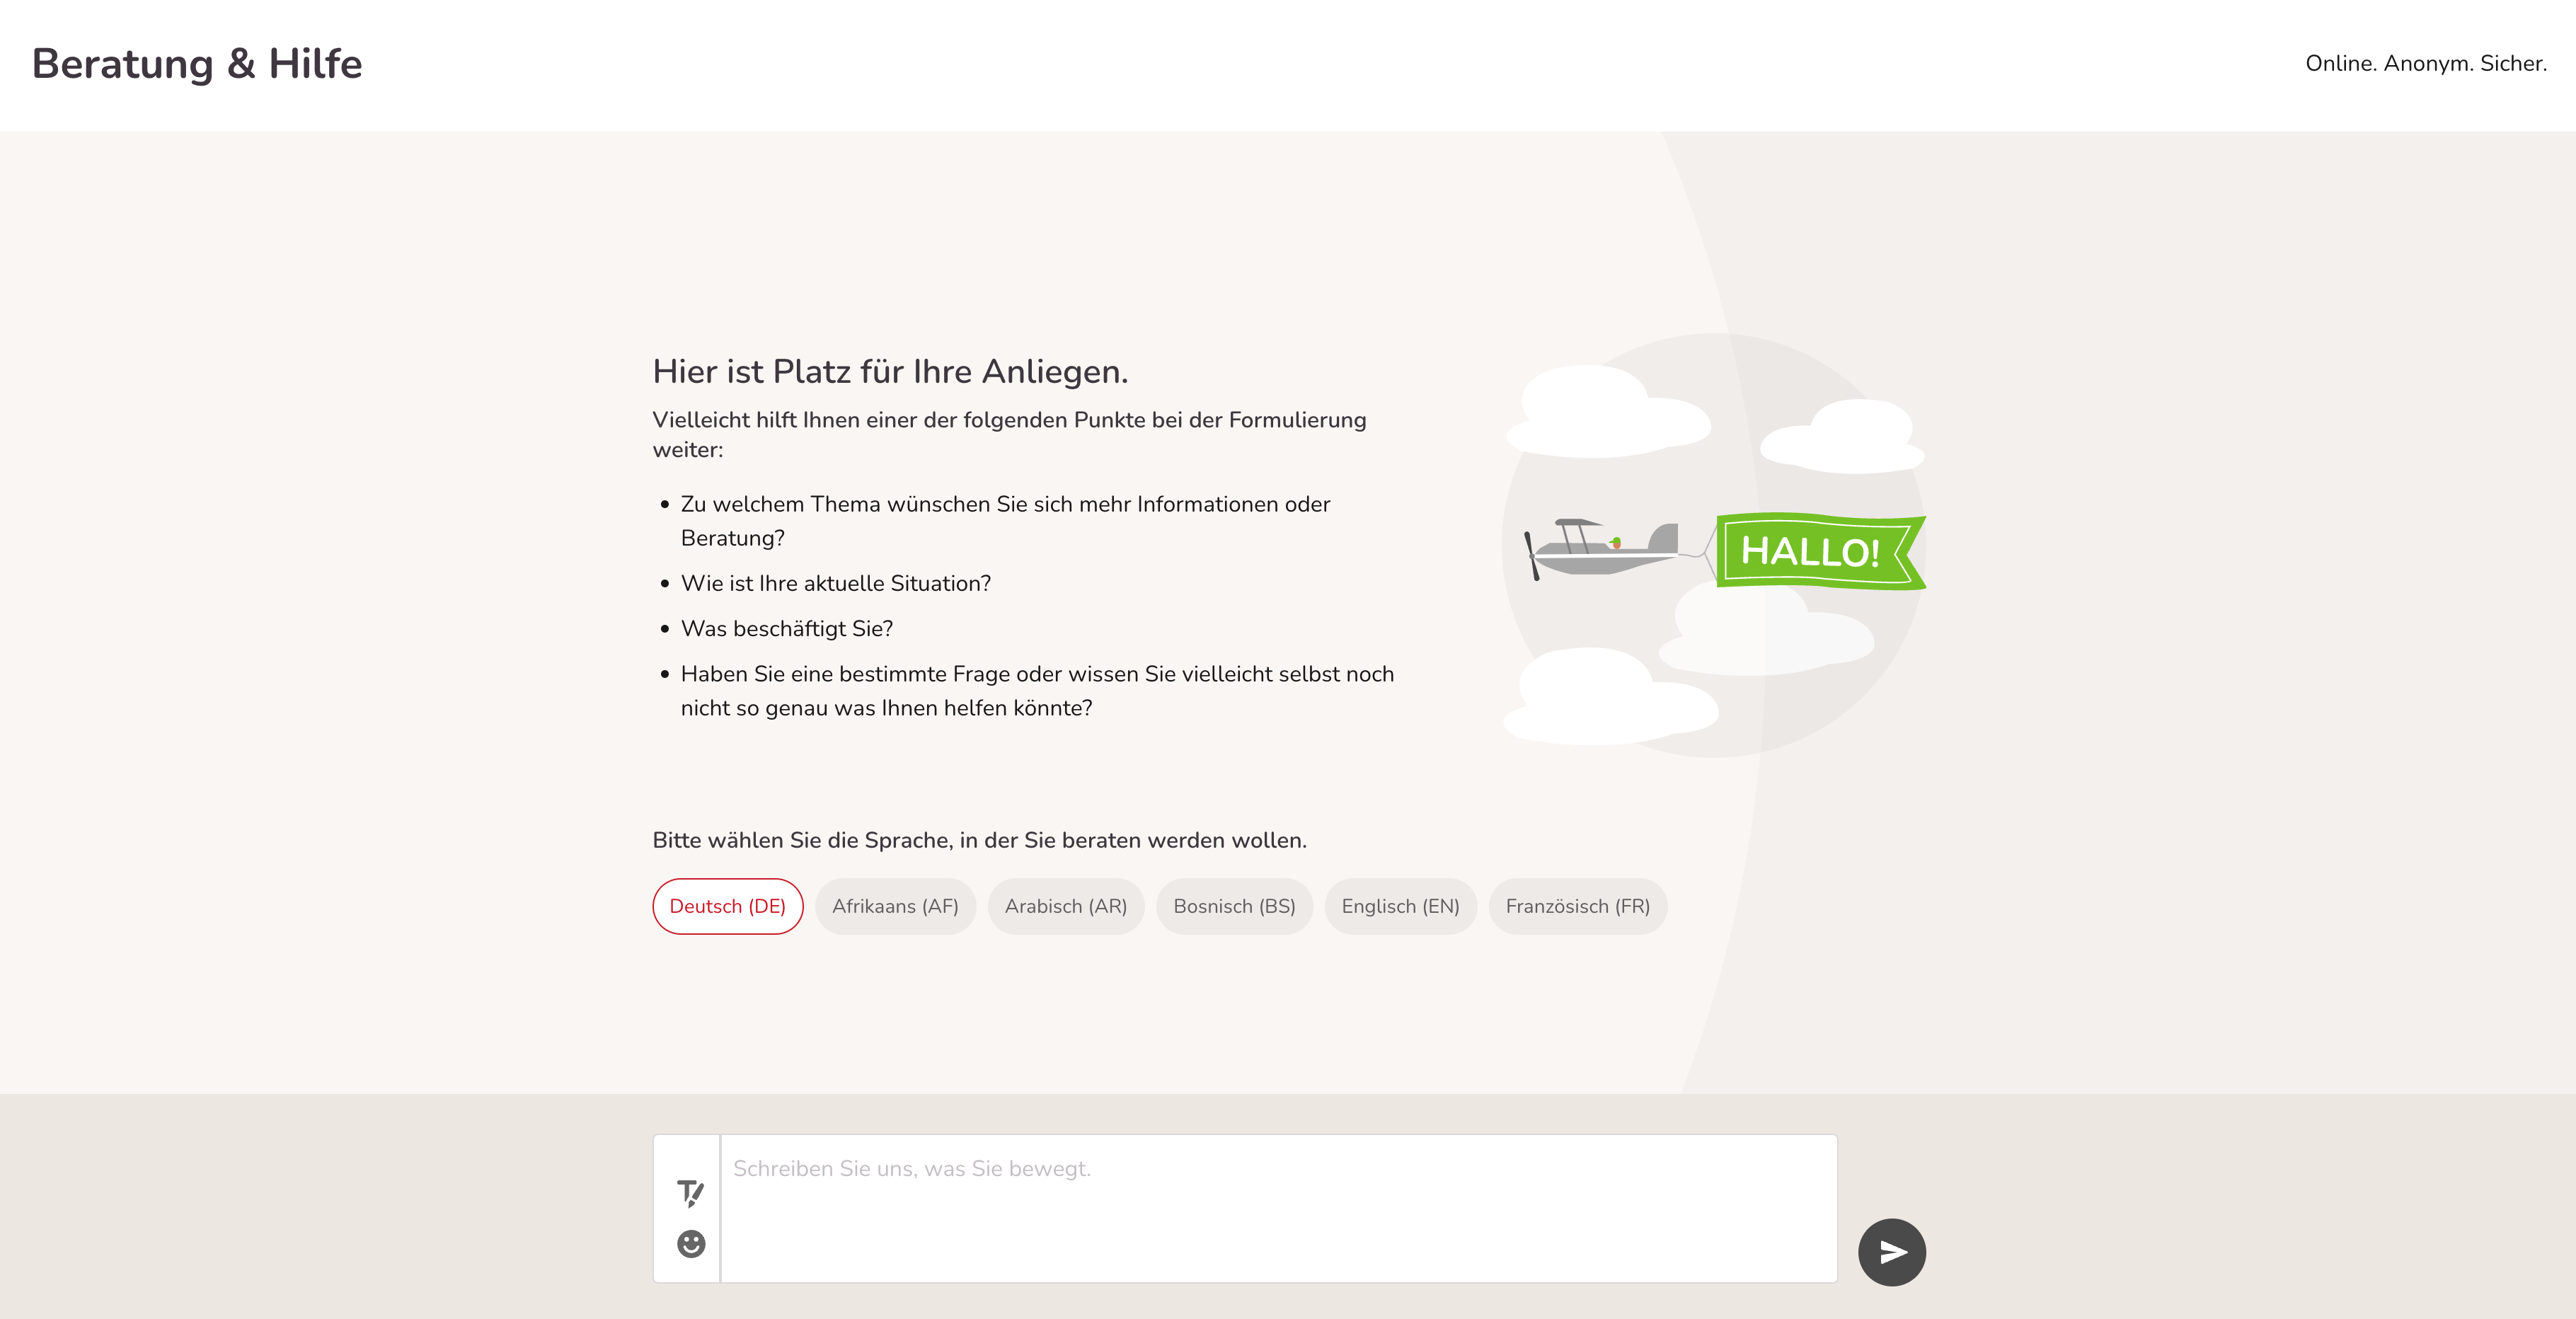 Beratung & Hilfe
Online. Anonym. Sicher.
Hier ist Platz für Ihre Anliegen.
Vielleicht hilft Ihnen einer der folgenden Punkte bei der Formulierung
weiter:
• Zu welchem Thema wünschen Sie sich mehr Informationen oder
Beratung?
• Wie ist Ihre aktuelle Situation?
• Was beschäftigt Sie?
• Haben Sie eine bestimmte Frage oder wissen Sie vielleicht selbst noch
nicht so genau was Ihnen helfen könnte?
HALLO!
Bitte wählen Sie die Sprache, in der Sie beraten werden wollen.
Deutsch (DE) Afrikaans (AF) Arabisch (AR) Bosnisch (BS) Englisch (EN) Französisch (FR)
Schreiben Sie uns, was Sie bewegt.